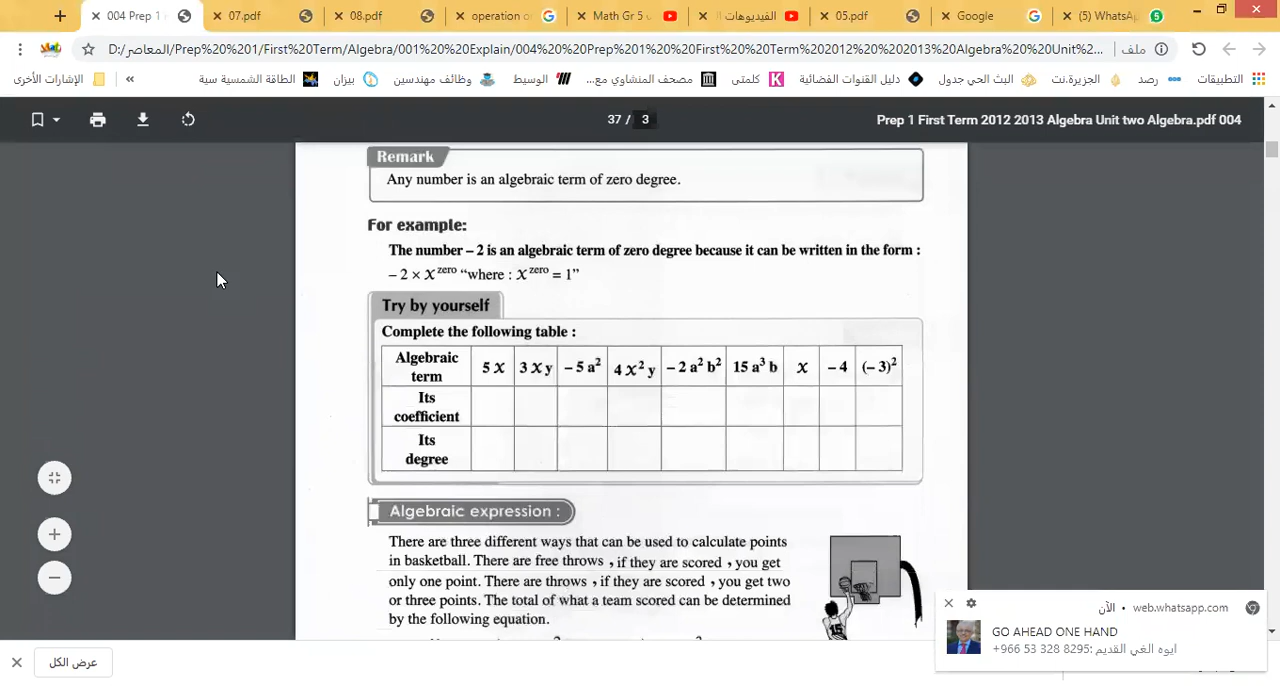 004 Prep 1
07.pdf
08.pdf
operation o
Math Gr 5
الفيديوهات ال
05.pdf
Google
(5) WhatsAp
D:/المعاصر/Prep%20%201/First%20Term/Algebra/001%20%20Explain/004%20%20Prep%201%20%20First%20%20Term%202012%20%202013%20Algebra%20%20Unit%2...
ملف
التطبيقات
رصد
الجزيرة.نت
البث الحي جدول
دليل القنوات الفضائية
كلمتى
مصحف المنشاوي مع...
الوسيط
وظائف مهندسين
بيزان
الطاقة الشمسية سية
»
الإشارات الأخرى
37 / 3
Prep 1 First Term 2012 2013 Algebra Unit two Algebra.pdf 004
Remark
Any number is an algebraic term of zero degree.
For example:
The number – 2 is an algebraic term of zero degree because it can be written in the form :
– 2 × X^zero “where : X^zero = 1”
Try by yourself
Complete the following table :
Algebraic term 5 X 3 X y – 5 a² 4 X² y – 2 a² b² 15 a³ b X – 4 (– 3)²
Its coefficient
Its degree
Algebraic expression :
There are three different ways that can be used to calculate points
in basketball. There are free throws , if they are scored , you get
only one point. There are throws , if they are scored , you get two
or three points. The total of what a team scored can be determined
by the following equation.
15
web.whatsapp.com • الآن
GO AHEAD ONE HAND
+966 53 328 8295: ايوه الغي القديم
عرض الكل